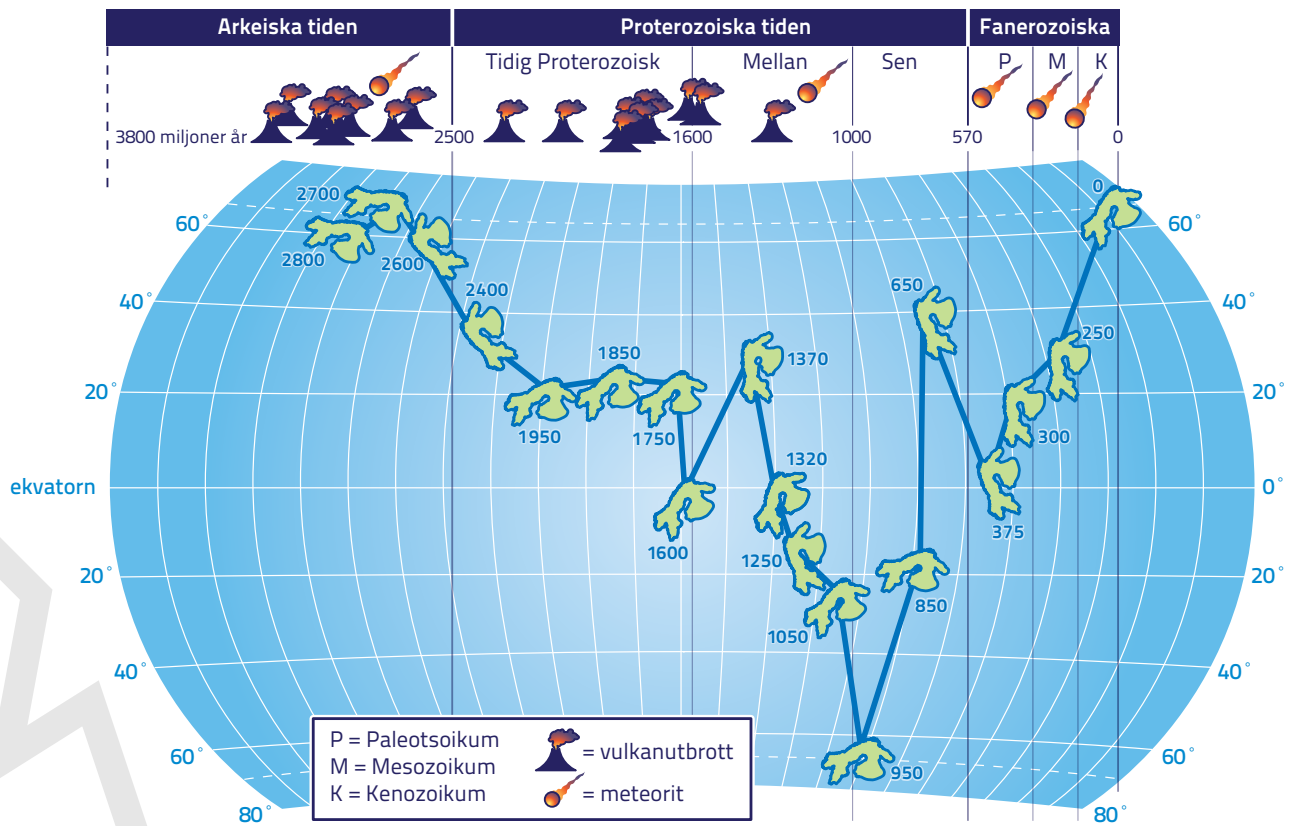 Arkeiska tiden
Proterozoiska tiden
Fanerozoiska
Tidig Proterozoisk
Mellan
Sen
P
M
K
3800 miljoner år
2500
1600
1000
570
0
2700
0
60°
60°
2800
2600
2400
650
40°
40°
250
1850
1370
20°
20°
1950
1750
300
1320
ekvatorn
0°
375
1600
1250
20°
20°
850
1050
40°
40°
60°
60°
950
80°
80°
P = Paleotsoikum
M = Mesozoikum
K = Kenozoikum
= vulkanutbrott
= meteorit